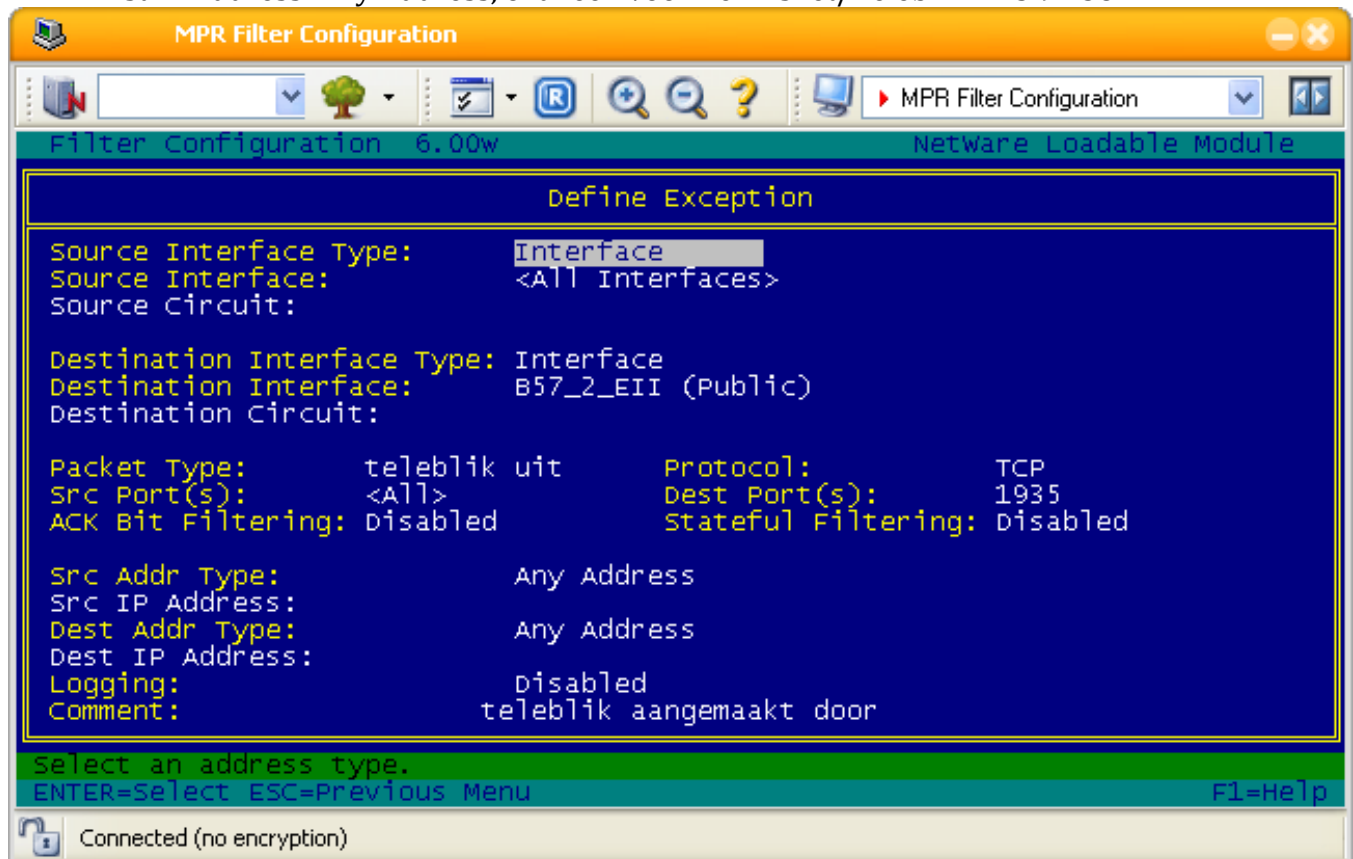 MPR Filter Configuration
MPR Filter Configuration
Filter Configuration 6.00w NetWare Loadable Module
Define Exception
Source Interface Type: Interface
Source Interface: <All Interfaces>
Source Circuit:
Destination Interface Type: Interface
Destination Interface: B57_2_EII (Public)
Destination Circuit:
Packet Type: teleblik uit Protocol: TCP
Src Port(s): <All> Dest Port(s): 1935
ACK Bit Filtering: Disabled Stateful Filtering: Disabled
Src Addr Type: Any Address
Src IP Address:
Dest Addr Type: Any Address
Dest IP Address:
Logging: Disabled
Comment: teleblik aangemaakt door
Select an address type.
ENTER=Select ESC=Previous Menu F1=Help
Connected (no encryption)